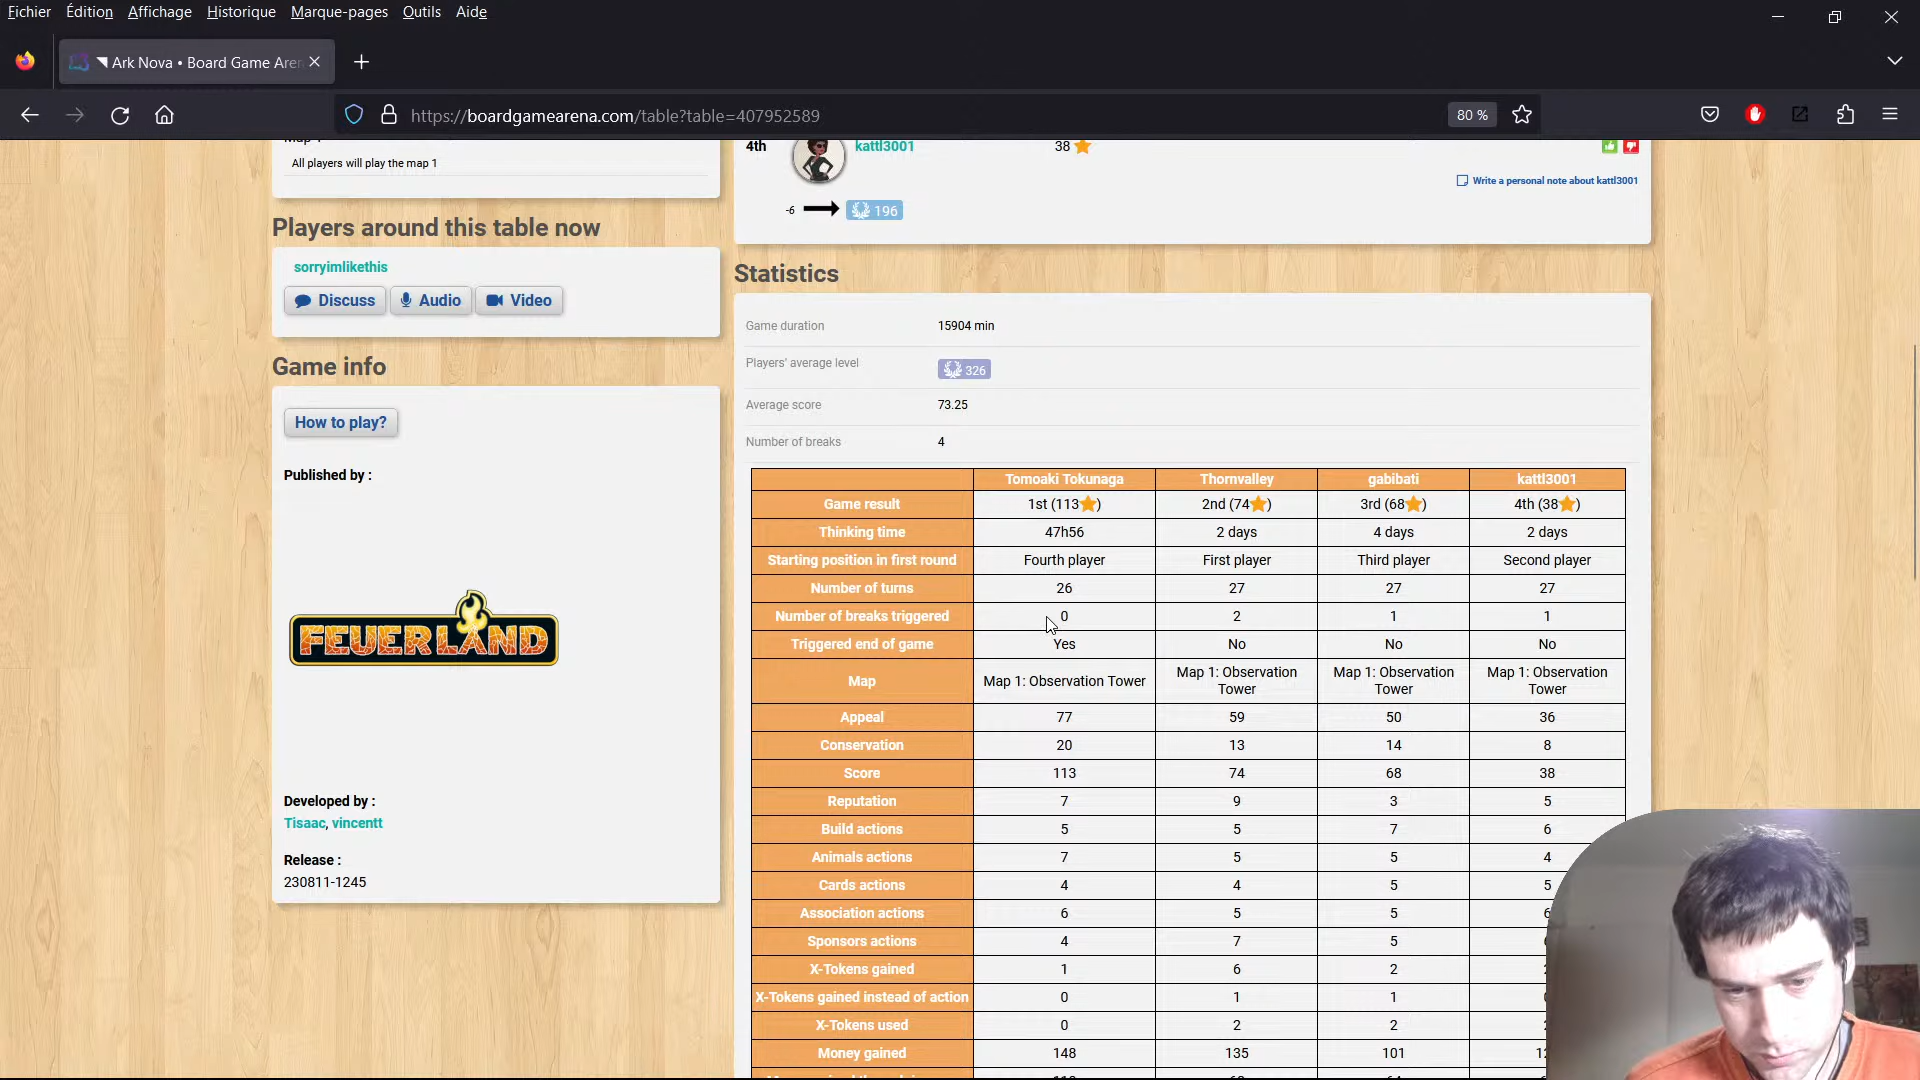 Fichier Édition Affichage Historique Marque-pages Outils Aide
Ark Nova • Board Game Aren
https://boardgamearena.com/table?table=407952589
80 %
All players will play the map 1
4th kattl3001 38
Write a personal note about kattl3001
-6 196
Players around this table now
sorryimlikethis
Discuss Audio Video
Game info
How to play?
Published by :
FEUERLAND
Developed by :
Tisaac, vincentt
Release :
230811-1245
Statistics
Game duration 15904 min
Players' average level 326
Average score 73.25
Number of breaks 4
Tomoaki Tokunaga Thornvalley gabibati kattl3001
Game result 1st (113) 2nd (74) 3rd (68) 4th (38)
Thinking time 47h56 2 days 4 days 2 days
Starting position in first round Fourth player First player Third player Second player
Number of turns 26 27 27 27
Number of breaks triggered 0 2 1 1
Triggered end of game Yes No No No
Map Map 1: Observation Tower Map 1: Observation Tower Map 1: Observation Tower Map 1: Observation Tower
Appeal 77 59 50 36
Conservation 20 13 14 8
Score 113 74 68 38
Reputation 7 9 3 5
Build actions 5 5 7 6
Animals actions 7 5 5 4
Cards actions 4 4 5 5
Association actions 6 5 5 6
Sponsors actions 4 7 5
X-Tokens gained 1 6 2
X-Tokens gained instead of action 0 1 1
X-Tokens used 0 2 2
Money gained 148 135 101